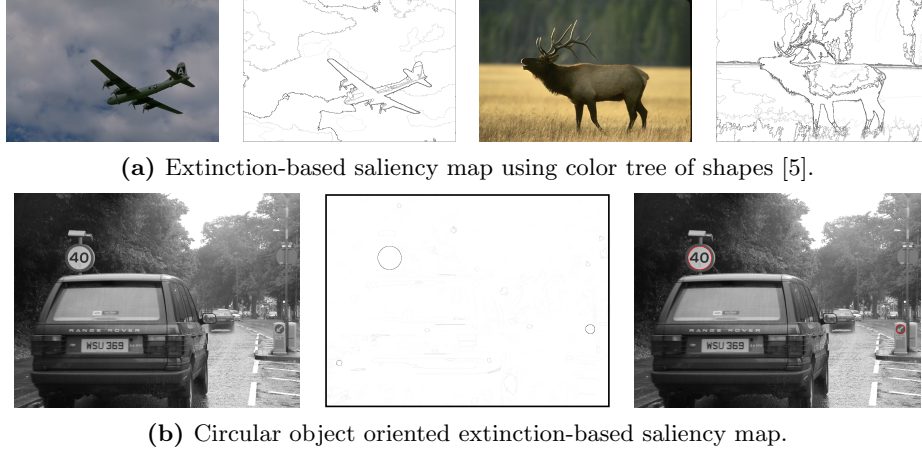 (a) Extinction-based saliency map using color tree of shapes [5].
40
RANGE ROVER
WSU 369
40
RANGE ROVER
WSU 369
(b) Circular object oriented extinction-based saliency map.